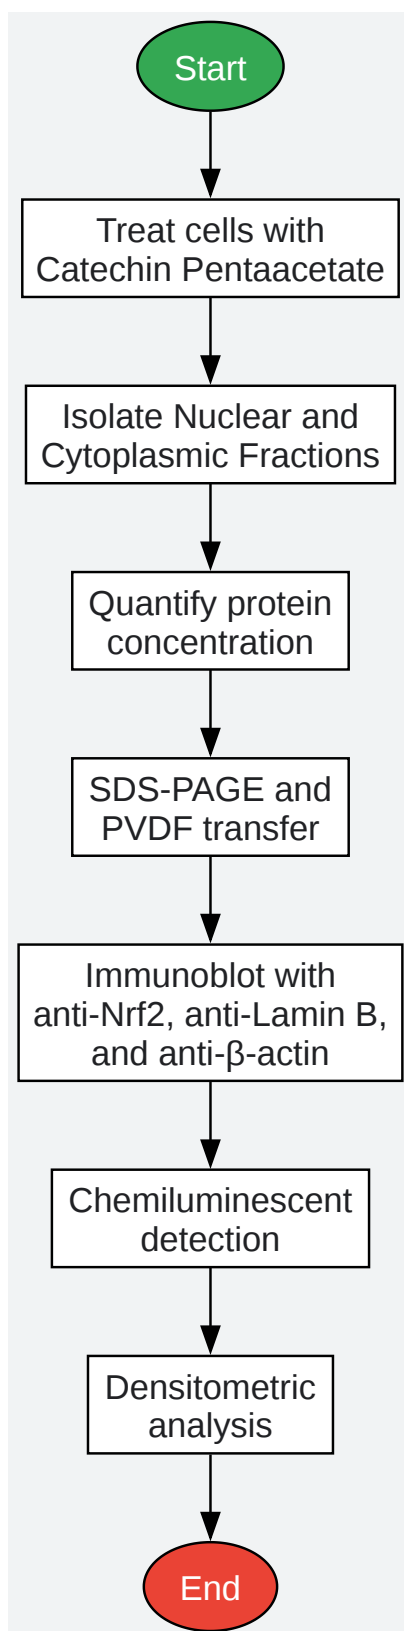 Start
Treat cells with
Catechin Pentaacetate
Isolate Nuclear and
Cytoplasmic Fractions
Quantify protein
concentration
SDS-PAGE and
PVDF transfer
Immunoblot with
anti-Nrf2, anti-Lamin B,
and anti-β-actin
Chemiluminescent
detection
Densitometric
analysis
End